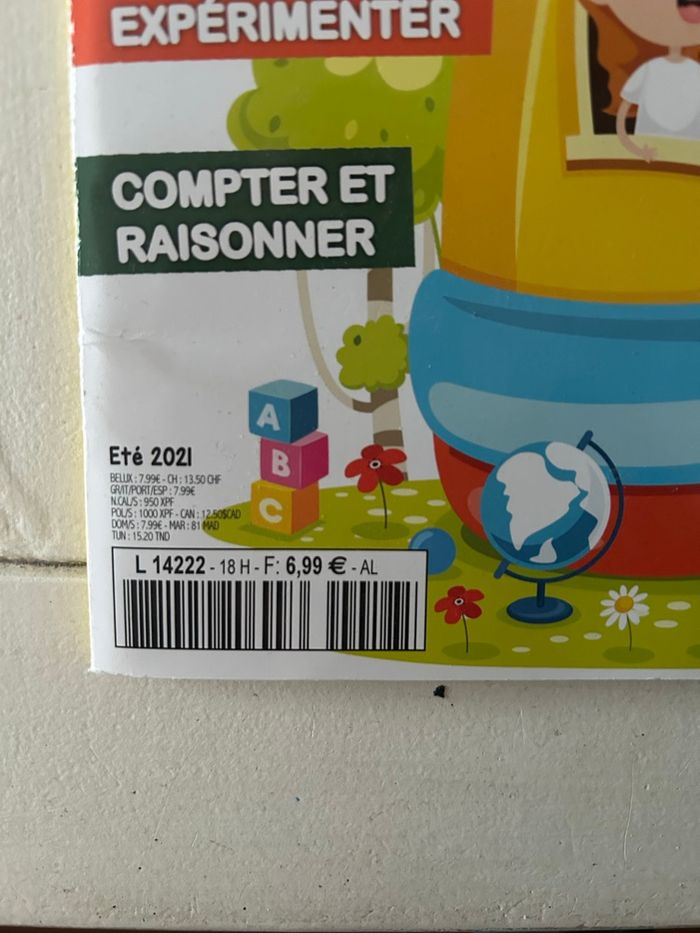 EXPÉRIMENTER
COMPTER ET
RAISONNER
A
B
C
Eté 2021
BELUX : 7.99€ - CH : 13.50 CHF
GR/IT/PORT/ESP : 7.99€
N.CAL/S : 950 XPF
POL/S : 1000 XPF - CAN : 12.50$CAD
DOM/S : 7.99€ - MAR : 81 MAD
TUN : 15.20 TND
L 14222 - 18 H - F: 6,99 € - AL